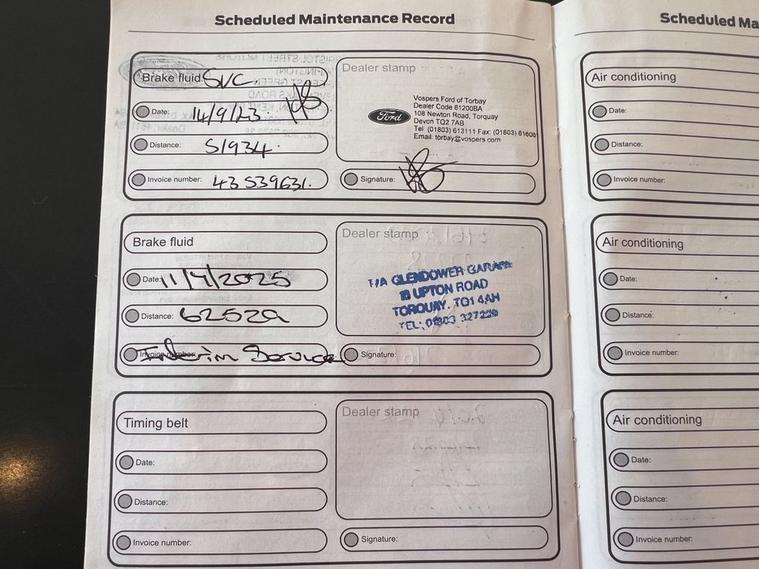 Scheduled Maintenance Record
Brake fluid SVC.
Date: 14/9/23
Distance: 51934.
Invoice number: 43539631.
Dealer stamp
Ford
Vospers Ford of Torbay
Dealer Code 81200BA
108 Newton Road, Torquay
Devon TQ2 7AB
Tel: (01803) 613111 Fax: (01803) 61600
Email: torbay@vospers.com
Signature:
Brake fluid
Date: 11/4/2025
Distance: 62529
Invoice number: Interim Service
Dealer stamp
T/A GLENDOWER GARAGE
UPTON ROAD
TORQUAY. TQ1 4AH
TEL: 01803 327229
Signature:
Timing belt
Date:
Distance:
Invoice number:
Dealer stamp
Signature:
Scheduled Ma
Air conditioning
Date:
Distance:
Invoice number:
Air conditioning
Date:
Distance:
Invoice number:
Air conditioning
Date:
Distance:
Invoice number: